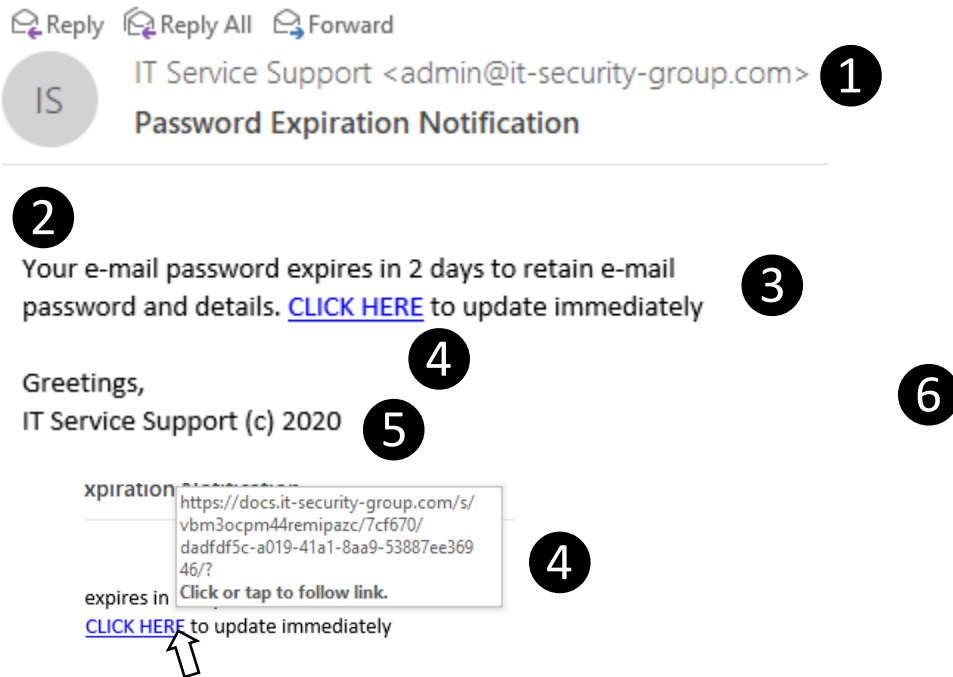 Reply Reply All Forward
IS
IT Service Support <admin@it-security-group.com> 1
Password Expiration Notification
2
Your e-mail password expires in 2 days to retain e-mail
password and details. CLICK HERE to update immediately
3
4
Greetings,
IT Service Support (c) 2020
5
6
xpiration Notification
https://docs.it-security-group.com/s/
vbm3ocpm44remipazc/7cf670/
dadfdf5c-a019-41a1-8aa9-53887ee369
46/?
Click or tap to follow link.
4
expires in
CLICK HERE to update immediately